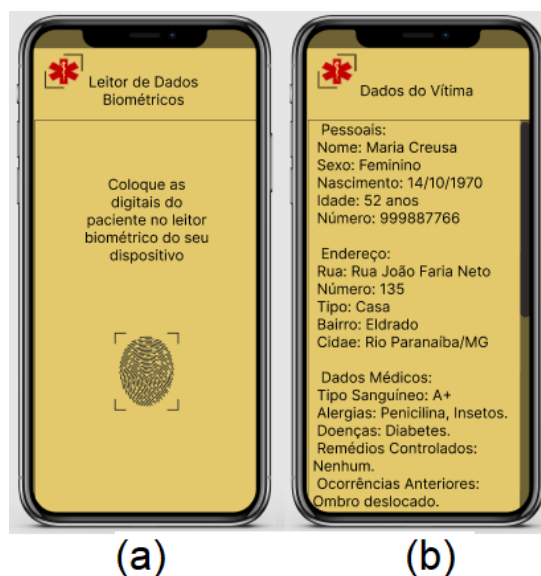 Leitor de Dados
Biométricos
Coloque as
digitais do
paciente no leitor
biométrico do seu
dispositivo
(a)
Dados do Vítima
Pessoais:
Nome: Maria Creusa
Sexo: Feminino
Nascimento: 14/10/1970
Idade: 52 anos
Número: 999887766
Endereço:
Rua: Rua João Faria Neto
Número: 135
Tipo: Casa
Bairro: Eldrado
Cidae: Rio Paranaíba/MG
Dados Médicos:
Tipo Sanguíneo: A+
Alergias: Penicilina, Insetos.
Doenças: Diabetes.
Remédios Controlados:
Nenhum.
Ocorrências Anteriores:
Ombro deslocado.
(b)